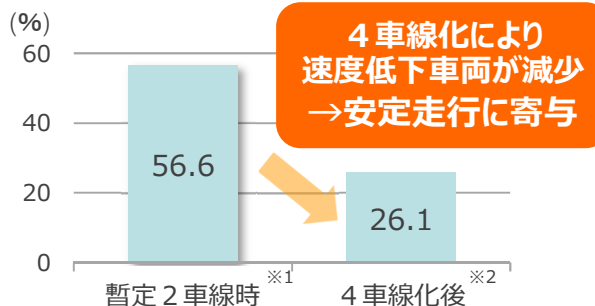 (%)
60
40
20
0
４車線化により
速度低下車両が減少
→安定走行に寄与
56.6
26.1
暫定２車線時 ※1
４車線化後 ※2